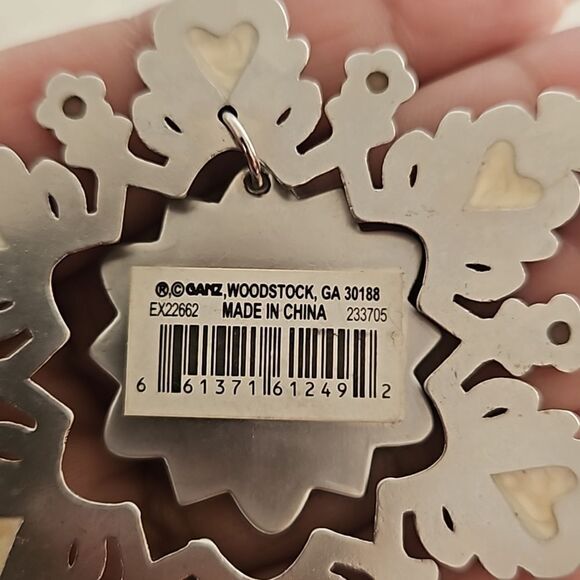 ®,© GANZ, WOODSTOCK, GA 30188
EX22662 MADE IN CHINA 233705
6 61371 61249 2